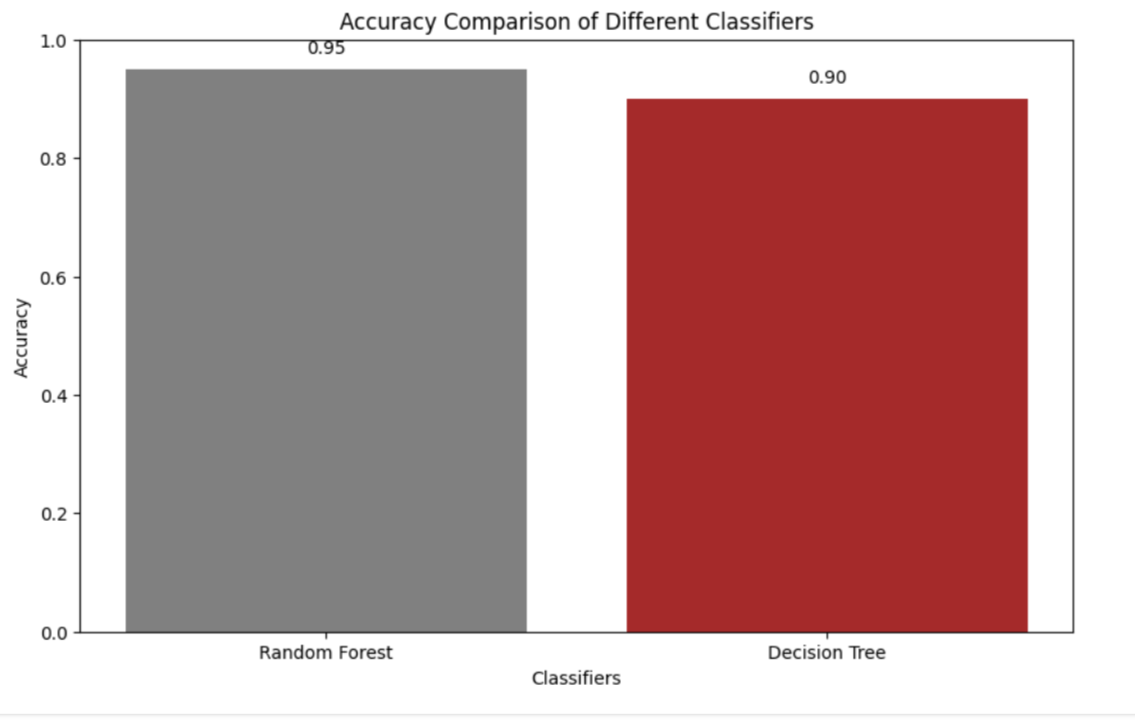 Accuracy Comparison of Different Classifiers
1.0
0.95
0.90
0.8
0.6
Accuracy
0.4
0.2
0.0
Random Forest Decision Tree
Classifiers